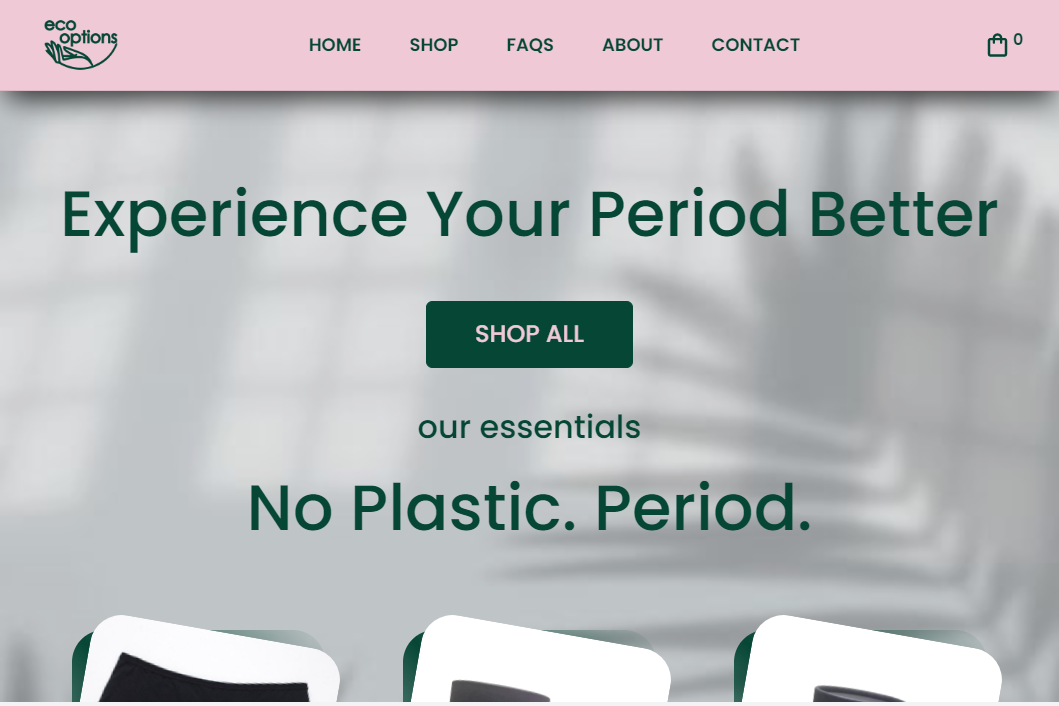 eco
options
HOME SHOP FAQS ABOUT CONTACT
0
Experience Your Period Better
SHOP ALL
our essentials
No Plastic. Period.